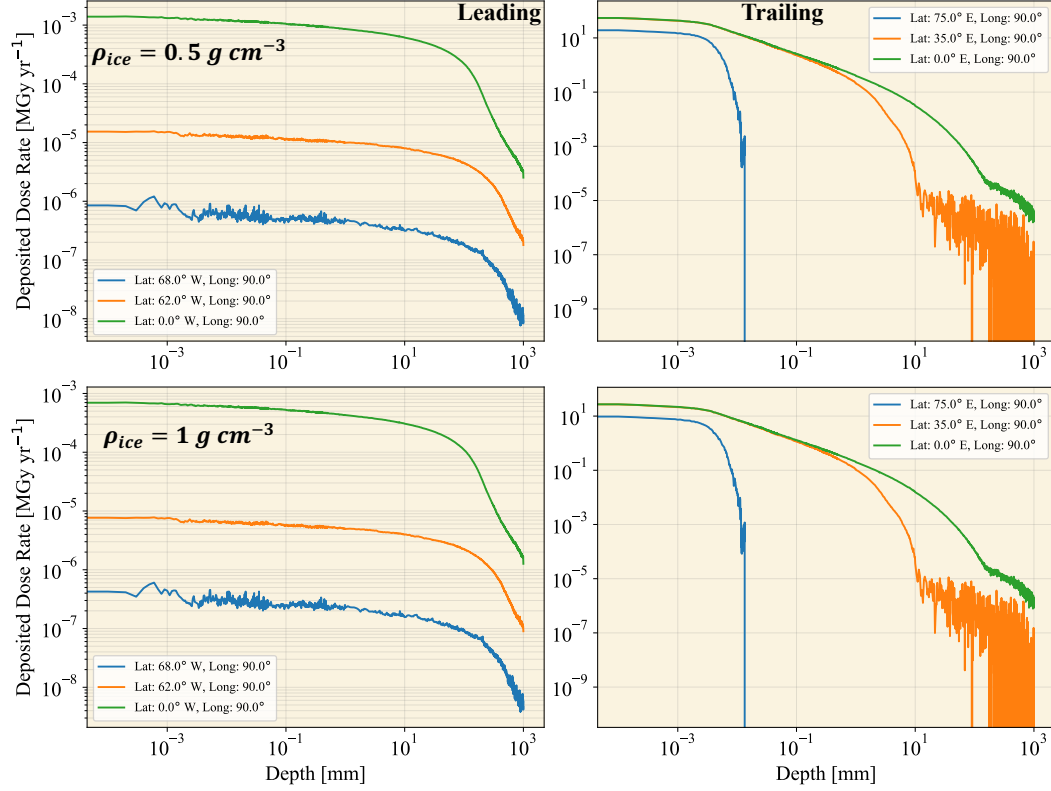 Leading
Trailing
ρice = 0.5 g cm−3
Deposited Dose Rate [MGy yr−1]
10−3
10−4
10−5
10−6
10−7
10−8
Lat: 68.0° W, Long: 90.0°
Lat: 62.0° W, Long: 90.0°
Lat: 0.0° W, Long: 90.0°
10−3
10−1
101
103
101
10−1
10−3
10−5
10−7
10−9
Lat: 75.0° E, Long: 90.0°
Lat: 35.0° E, Long: 90.0°
Lat: 0.0° E, Long: 90.0°
10−3
10−1
101
103
ρice = 1 g cm−3
Deposited Dose Rate [MGy yr−1]
10−3
10−4
10−5
10−6
10−7
10−8
Lat: 68.0° W, Long: 90.0°
Lat: 62.0° W, Long: 90.0°
Lat: 0.0° W, Long: 90.0°
10−3
10−1
101
103
Depth [mm]
101
10−1
10−3
10−5
10−7
10−9
Lat: 75.0° E, Long: 90.0°
Lat: 35.0° E, Long: 90.0°
Lat: 0.0° E, Long: 90.0°
10−3
10−1
101
103
Depth [mm]